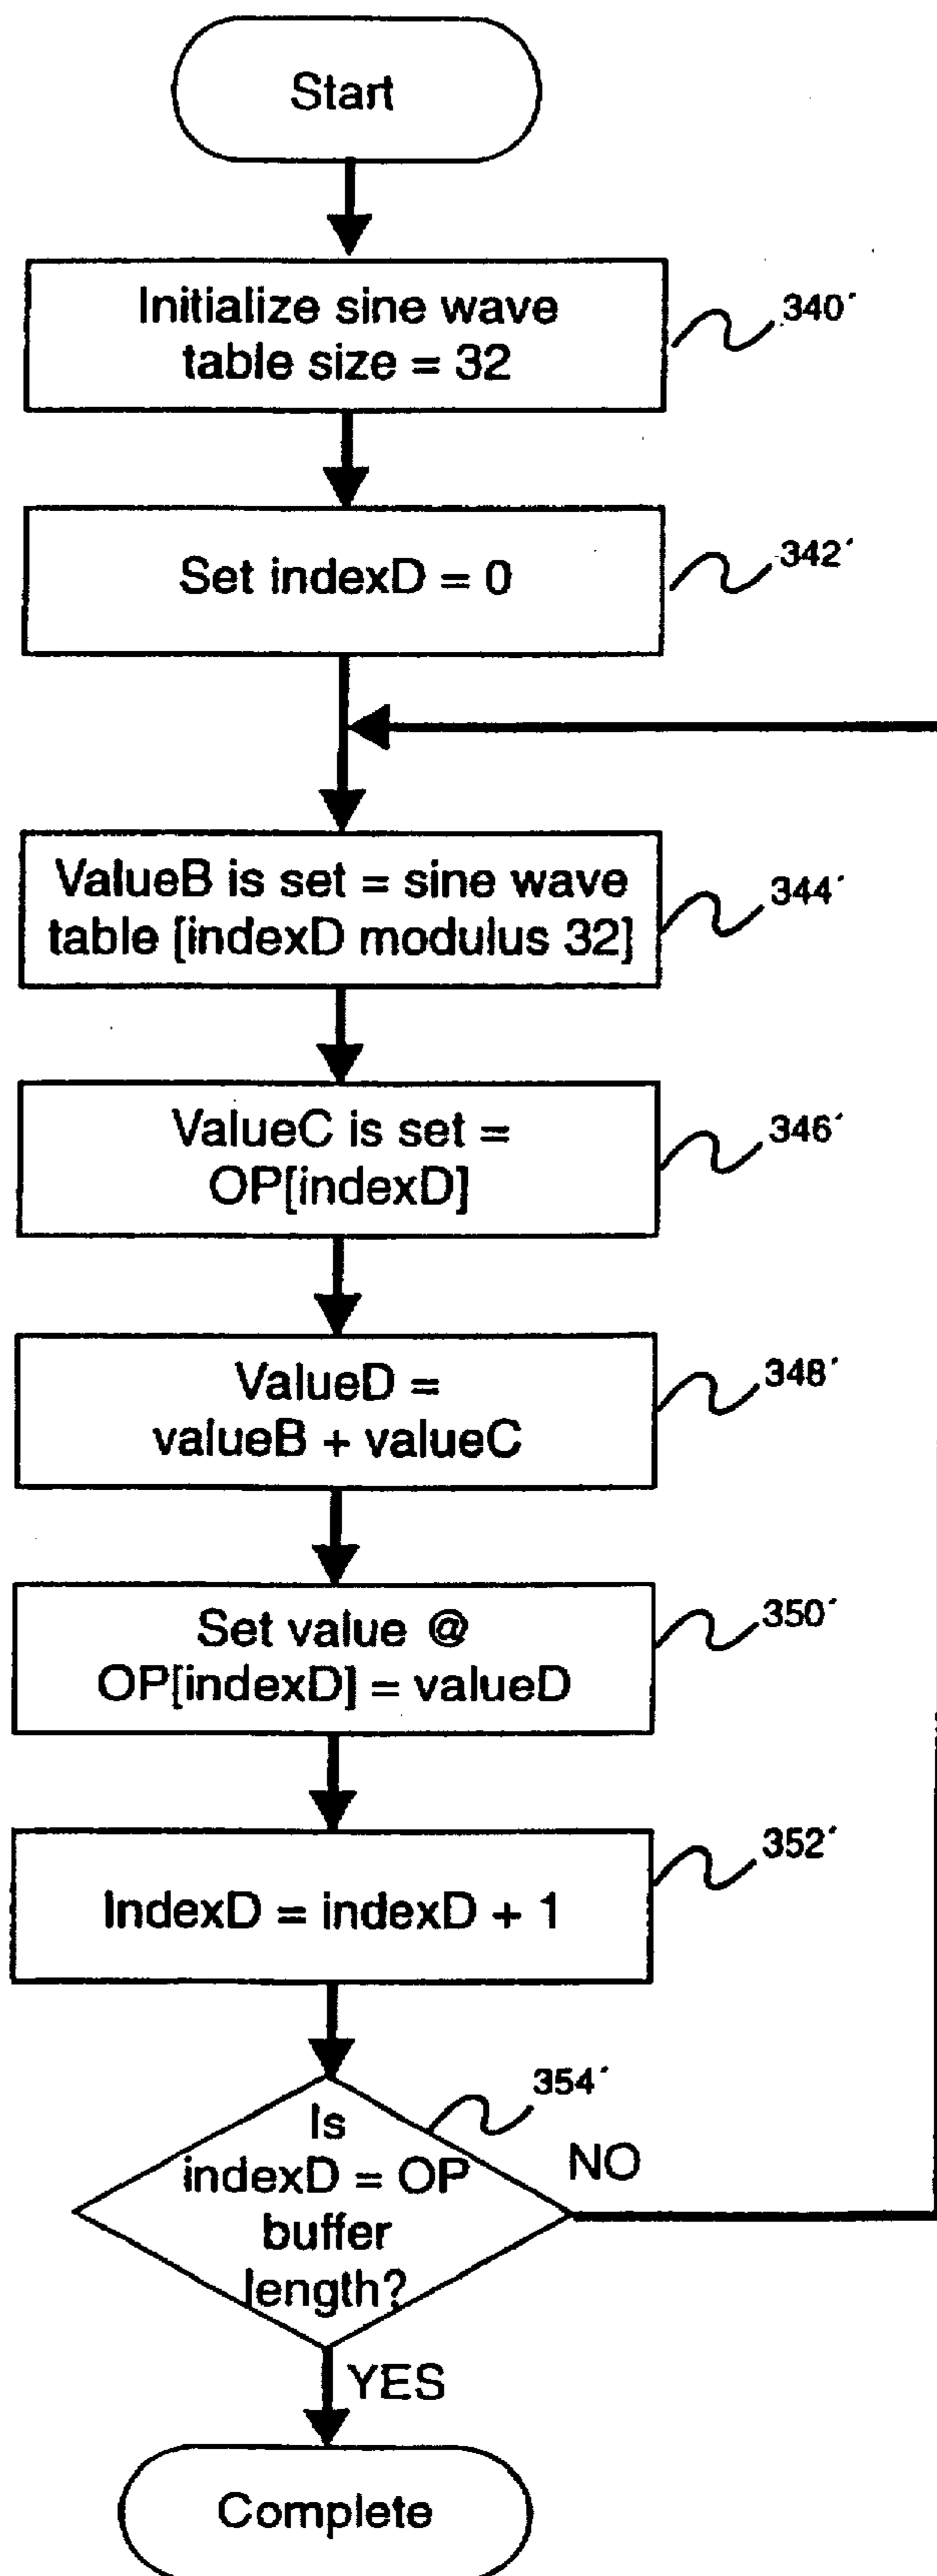 Start
Initialize sine wave
table size = 32
340´
Set indexD = 0
342´
ValueB is set = sine wave
table [indexD modulus 32]
344´
ValueC is set =
OP[indexD]
346´
ValueD =
valueB + valueC
348´
Set value @
OP[indexD] = valueD
350´
IndexD = indexD + 1
352´
354´
Is
indexD = OP
buffer
length?
NO
YES
Complete